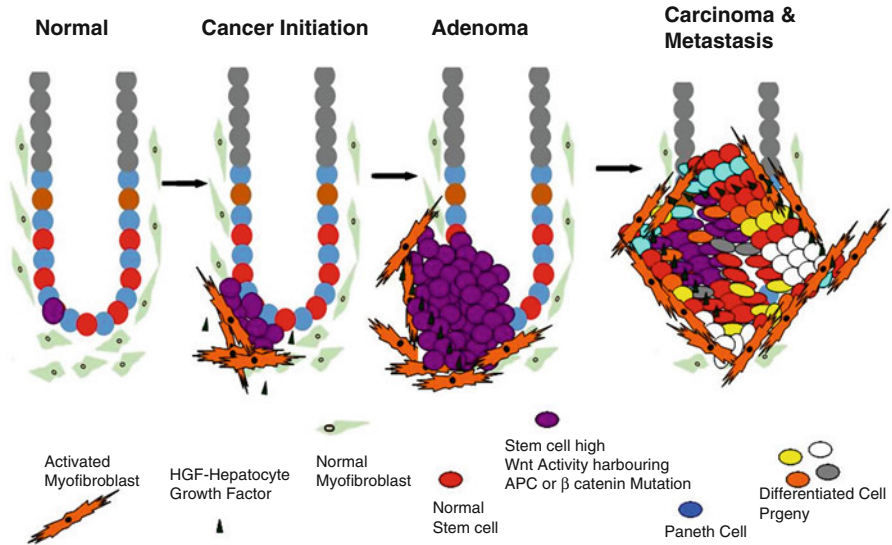 Normal
Cancer Initiation
Adenoma
Carcinoma &
Metastasis
Activated
Myofibroblast
HGF-Hepatocyte
Growth Factor
Normal
Myofibroblast
Normal
Stem cell
Stem cell high
Wnt Activity harbouring
APC or β catenin Mutation
Paneth Cell
Differentiated Cell
Prgeny